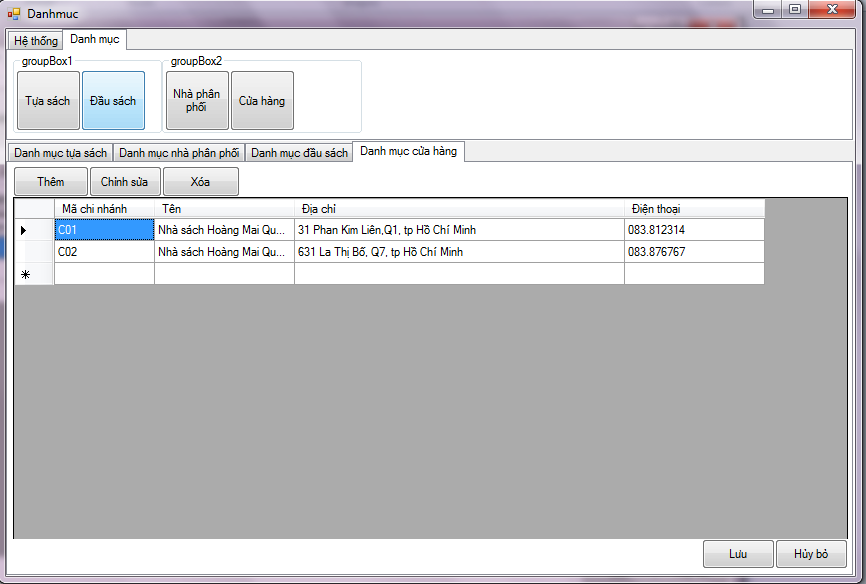 Danhmuc
Hệ thống Danh mục
groupBox1 groupBox2
Tựa sách Đầu sách Nhà phân phối Cửa hàng
Danh mục tựa sách Danh mục nhà phân phối Danh mục đầu sách Danh mục cửa hàng
Thêm Chỉnh sửa Xóa
Mã chi nhánh Tên Địa chỉ Điện thoại
C01 Nhà sách Hoàng Mai Qu... 31 Phan Kim Liên,Q1, tp Hồ Chí Minh 083.812314
C02 Nhà sách Hoàng Mai Qu... 631 La Thị Bố, Q7, tp Hồ Chí Minh 083.876767
Lưu Hủy bỏ